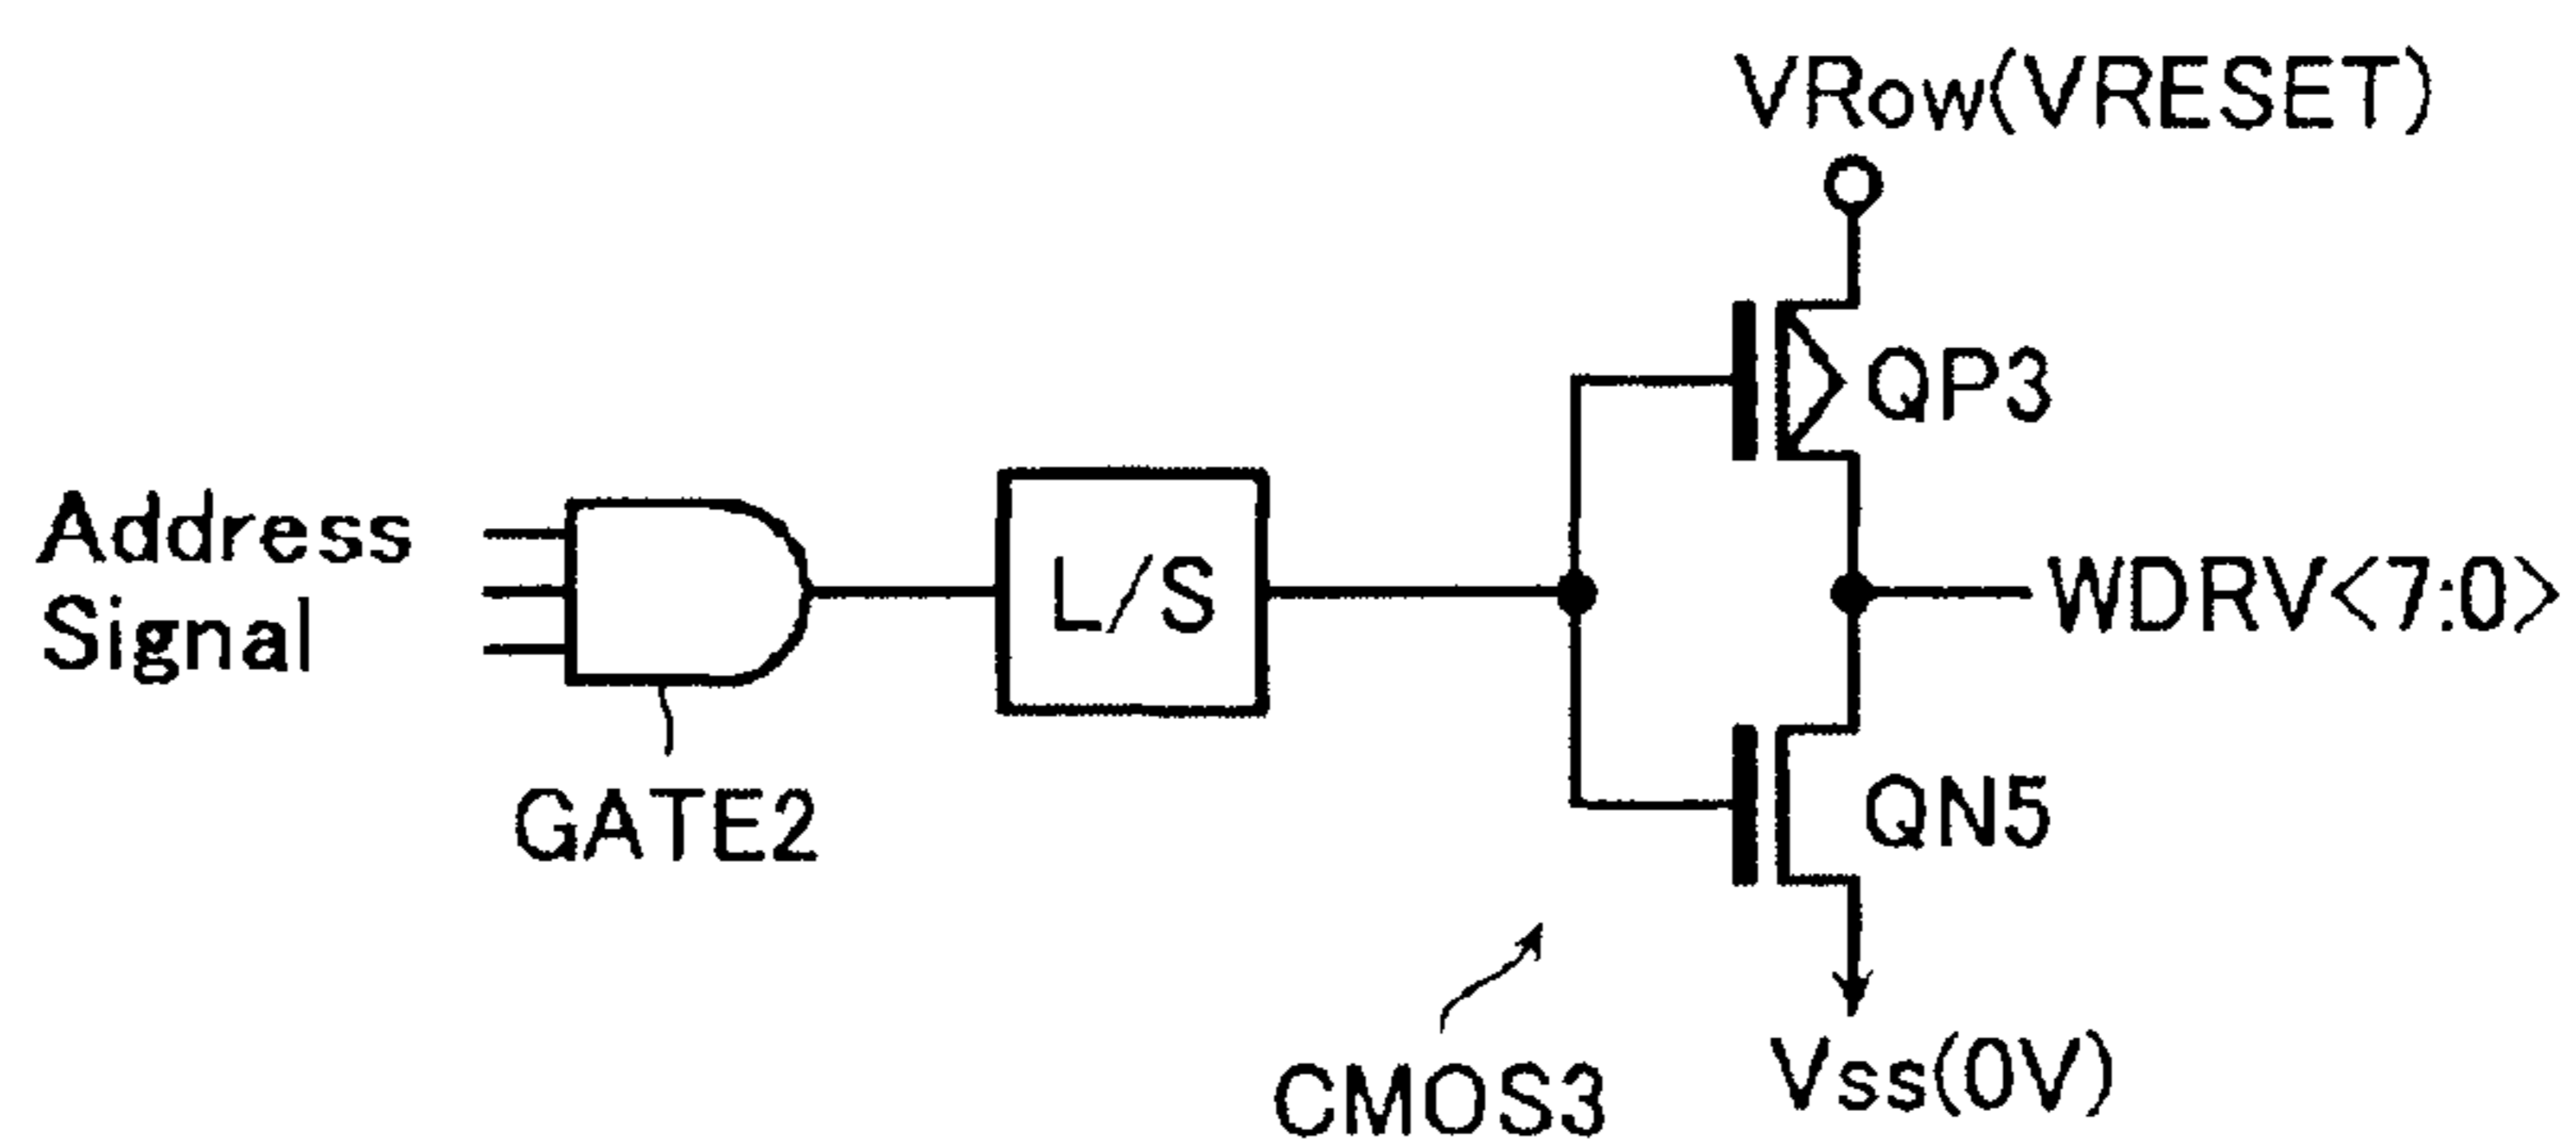 VRow(VRESET)
QP3
Address
Signal
L/S
WDRV<7:0>
GATE2
QN5
CMOS3
Vss(0V)